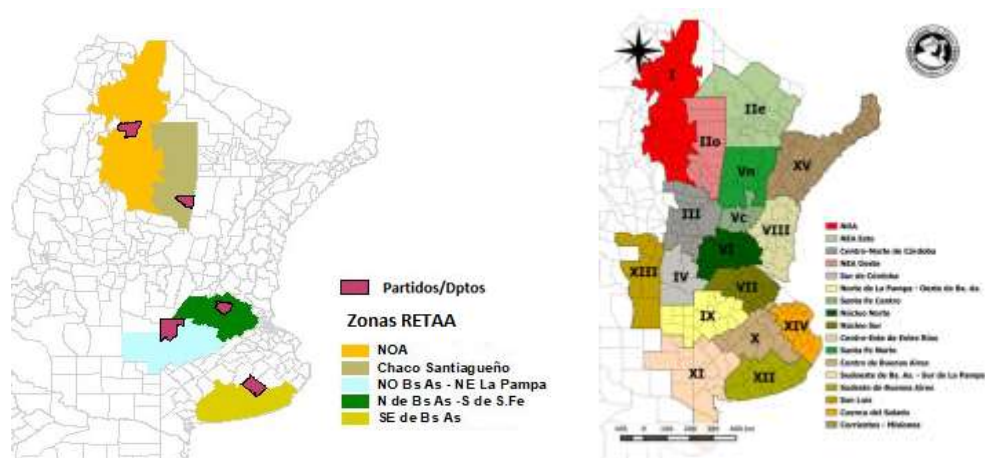 Partidos/Dptos
Zonas RETAA
NOA
Chaco Santiagueño
NO Bs As - NE La Pampa
N de Bs As -S de S.Fe
SE de Bs As
I
IIe
IIo
Vn
XV
III
Vc
VIII
VI
XIII
IV
VII
IX
XIV
X
XI
XII
NOA
NEA Este
Centro-Norte de Córdoba
NEA Oeste
Sur de Córdoba
Norte de La Pampa - Oeste de Bs. As.
Santa Fe Centro
Núcleo Norte
Núcleo Sur
Centro-Este de Entre Ríos
Santa Fe Norte
Centro de Buenos Aires
Sudoeste de Bs. As. - Sur de La Pampa
Sudeste de Buenos Aires
San Luis
Cuenca del Salado
Corrientes - Misiones